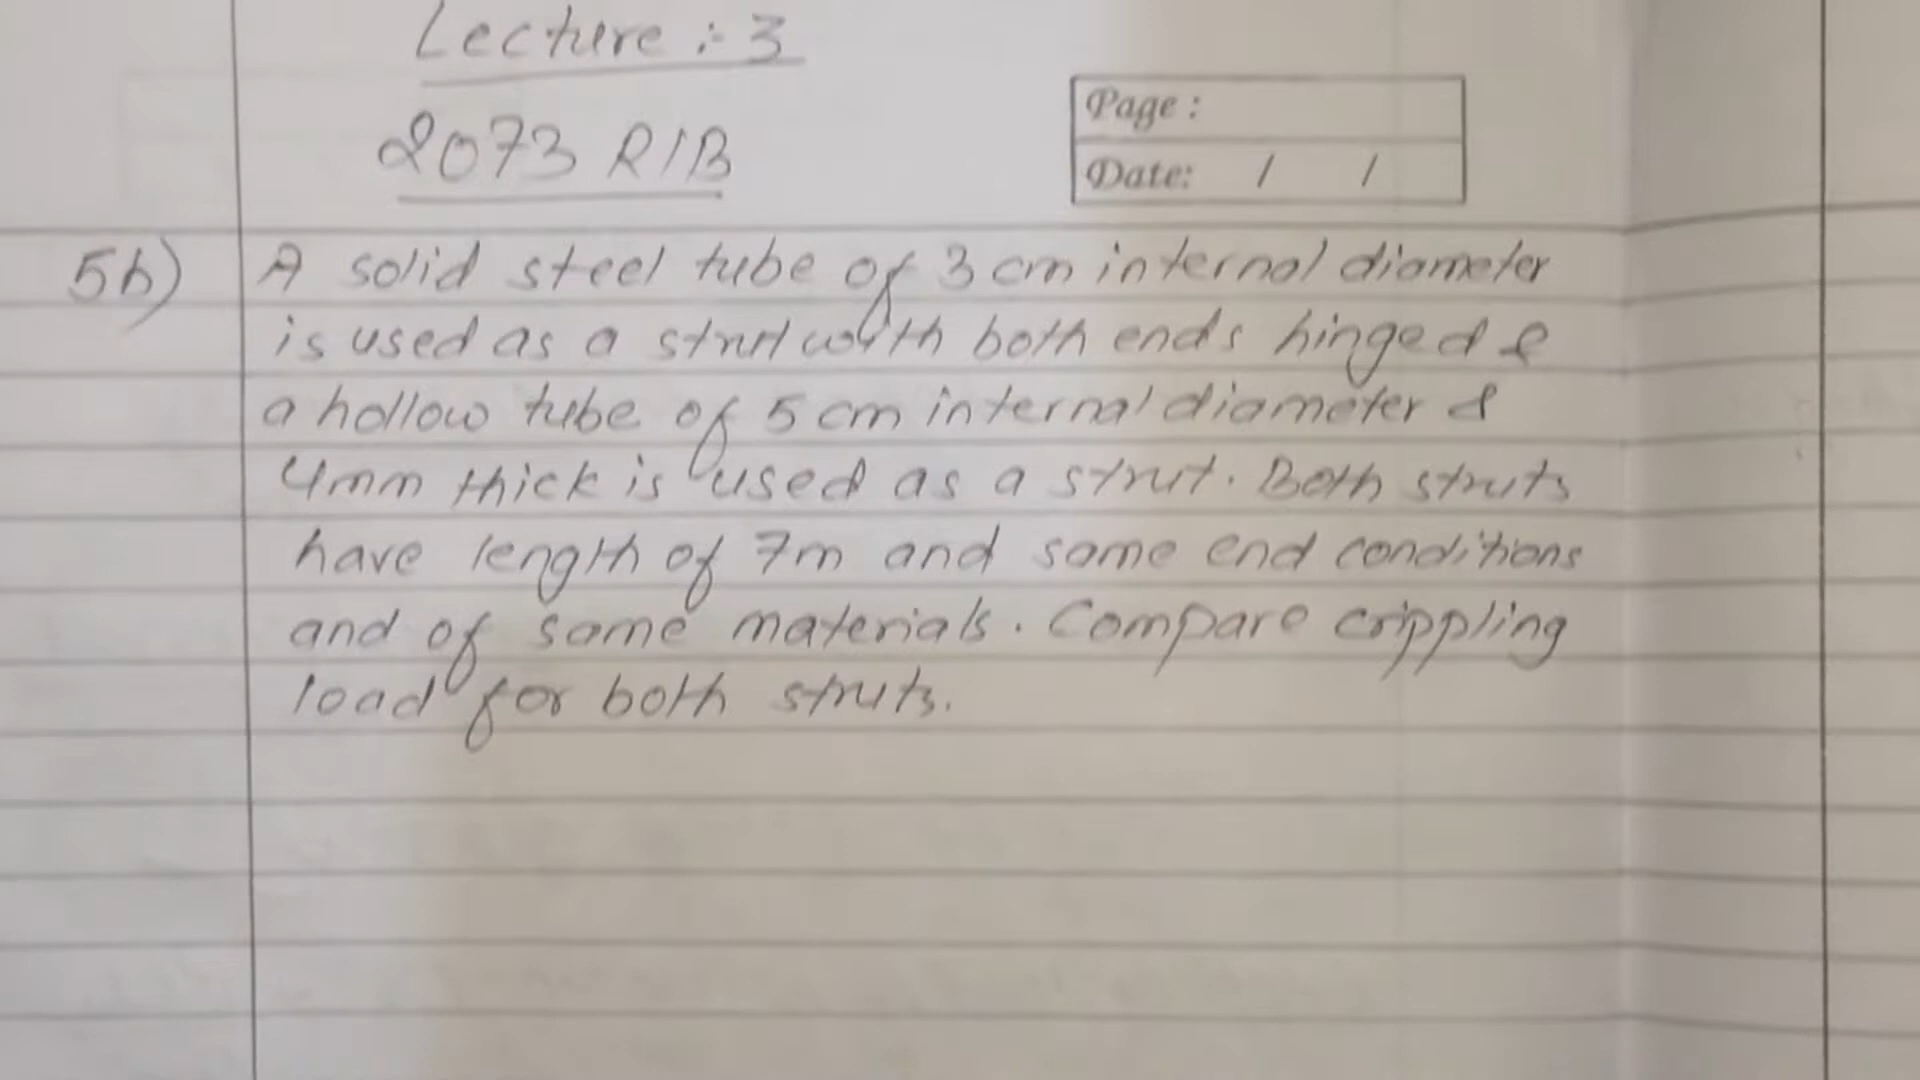 Lecture :- 3
2073 R/B
Page :
Date: / /
5b) A solid steel tube of 3 cm internal diameter
is used as a strut with both ends hinged &
a hollow tube of 5 cm internal diameter &
4mm thick is used as a strut. Both struts
have length of 7m and same end conditions
and of same materials. Compare crippling
load for both struts.